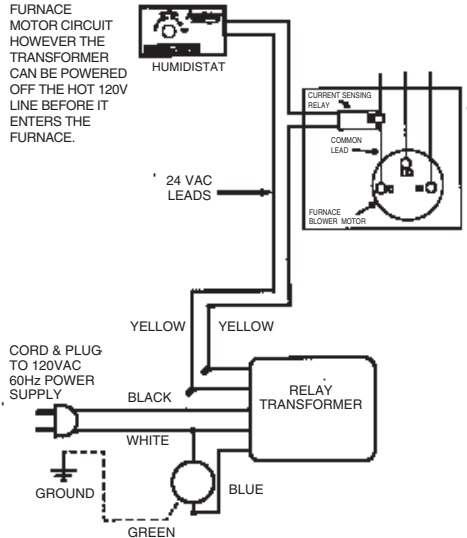 FURNACE
MOTOR CIRCUIT
HOWEVER THE
TRANSFORMER
CAN BE POWERED
OFF THE HOT 120V
LINE BEFORE IT
ENTERS THE
FURNACE.
HUMIDISTAT
CURRENT SENSING
RELAY
COMMON
LEAD
FURNACE
BLOWER MOTOR
24 VAC
LEADS
YELLOW
YELLOW
CORD & PLUG
TO 120VAC
60Hz POWER
SUPPLY
BLACK
WHITE
RELAY
TRANSFORMER
GROUND
BLUE
GREEN